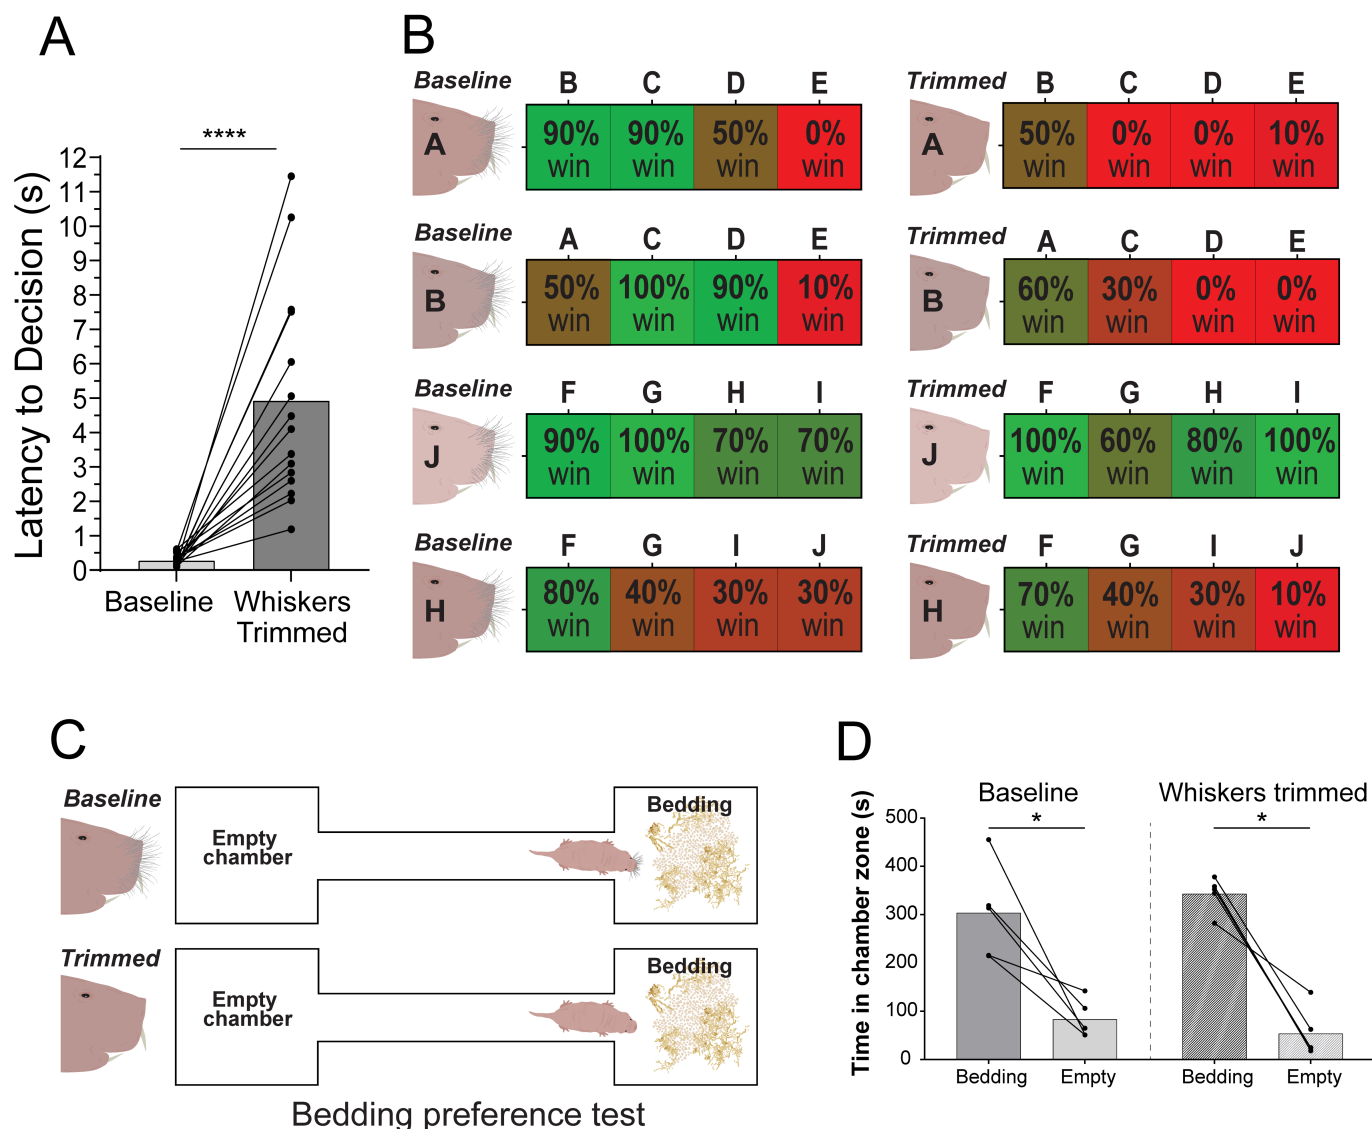 A
****
Latency to Decision (s)
12
11
10
9
8
7
6
5
4
3
2
1
0
Baseline
Whiskers
Trimmed
B
Baseline
B C D E
A
90% 90% 50% 0%
win win win win
Trimmed
B C D E
A
50% 0% 0% 10%
win win win win
Baseline
A C D E
B
50% 100% 90% 10%
win win win win
Trimmed
A C D E
B
60% 30% 0% 0%
win win win win
Baseline
F G H I
J
90% 100% 70% 70%
win win win win
Trimmed
F G H I
J
100% 60% 80% 100%
win win win win
Baseline
F G I J
H
80% 40% 30% 30%
win win win win
Trimmed
F G I J
H
70% 40% 30% 10%
win win win win
C
Baseline
Empty
chamber
Bedding
Trimmed
Empty
chamber
Bedding
Bedding preference test
D
Baseline
Whiskers trimmed
*
*
Time in chamber zone (s)
500
400
300
200
100
0
Bedding
Empty
Bedding
Empty